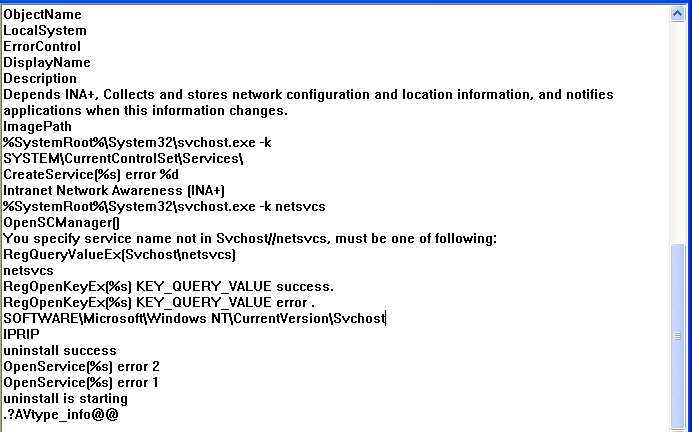 ObjectName
LocalSystem
ErrorControl
DisplayName
Description
Depends INA+, Collects and stores network configuration and location information, and notifies
applications when this information changes.
ImagePath
%SystemRoot%\System32\svchost.exe -k
SYSTEM\CurrentControlSet\Services\
CreateService(%s) error %d
Intranet Network Awareness (INA+)
%SystemRoot%\System32\svchost.exe -k netsvcs
OpenSCManager()
You specify service name not in Svchost//netsvcs, must be one of following:
RegQueryValueEx(Svchost\netsvcs)
netsvcs
RegOpenKeyEx(%s) KEY_QUERY_VALUE success.
RegOpenKeyEx(%s) KEY_QUERY_VALUE error .
SOFTWARE\Microsoft\Windows NT\CurrentVersion\Svchost
IPRIP
uninstall success
OpenService(%s) error 2
OpenService(%s) error 1
uninstall is starting
.?AVtype_info@@